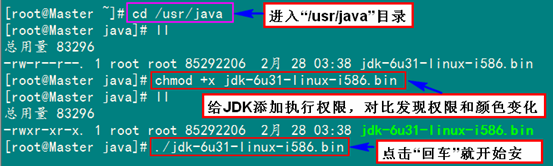 [root@Master ~]# cd /usr/java
进入“/usr/java”目录
[root@Master java]# ll
总用量 83296
-rw-r--r--. 1 root root 85292206 2月 28 03:38 jdk-6u31-linux-i586.bin
[root@Master java]# chmod +x jdk-6u31-linux-i586.bin
[root@Master java]# ll
给JDK添加执行权限，对比发现权限和颜色变化
总用量 83296
-rwxr-xr-x. 1 root root 85292206 2月 28 03:38 jdk-6u31-linux-i586.bin
[root@Master java]# ./jdk-6u31-linux-i586.bin
点击“回车”就开始安